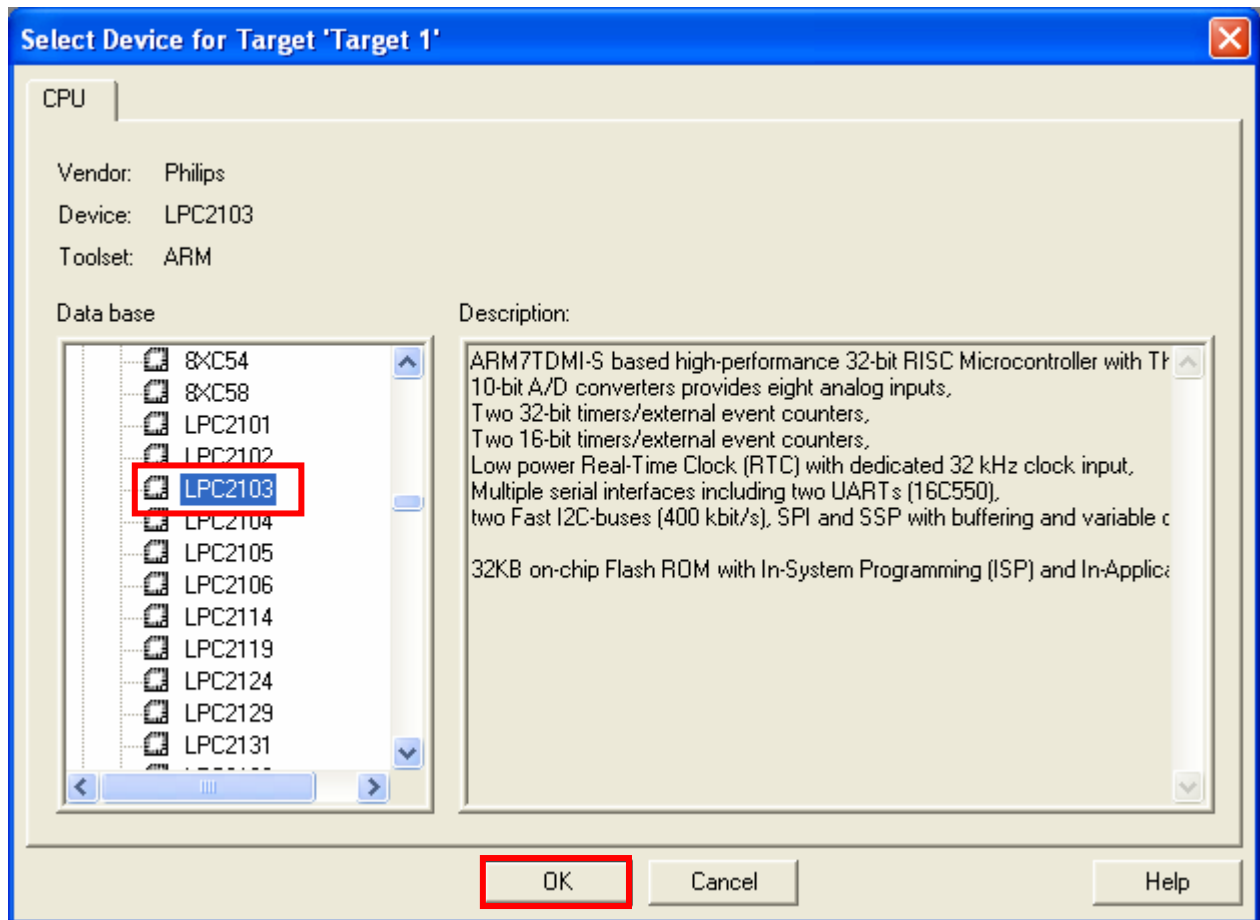 Select Device for Target 'Target 1'
CPU
Vendor: Philips
Device: LPC2103
Toolset: ARM
Data base
8XC54
8XC58
LPC2101
LPC2102
LPC2103
LPC2104
LPC2105
LPC2106
LPC2114
LPC2119
LPC2124
LPC2129
LPC2131
Description:
ARM7TDMI-S based high-performance 32-bit RISC Microcontroller with
10-bit A/D converters provides eight analog inputs,
Two 32-bit timers/external event counters,
Two 16-bit timers/external event counters,
Low power Real-Time Clock (RTC) with dedicated 32 kHz clock input,
Multiple serial interfaces including two UARTs (16C550),
two Fast I2C-buses (400 kbit/s), SPI and SSP with buffering and variable
32KB on-chip Flash ROM with In-System Programming (ISP) and
OK Cancel Help